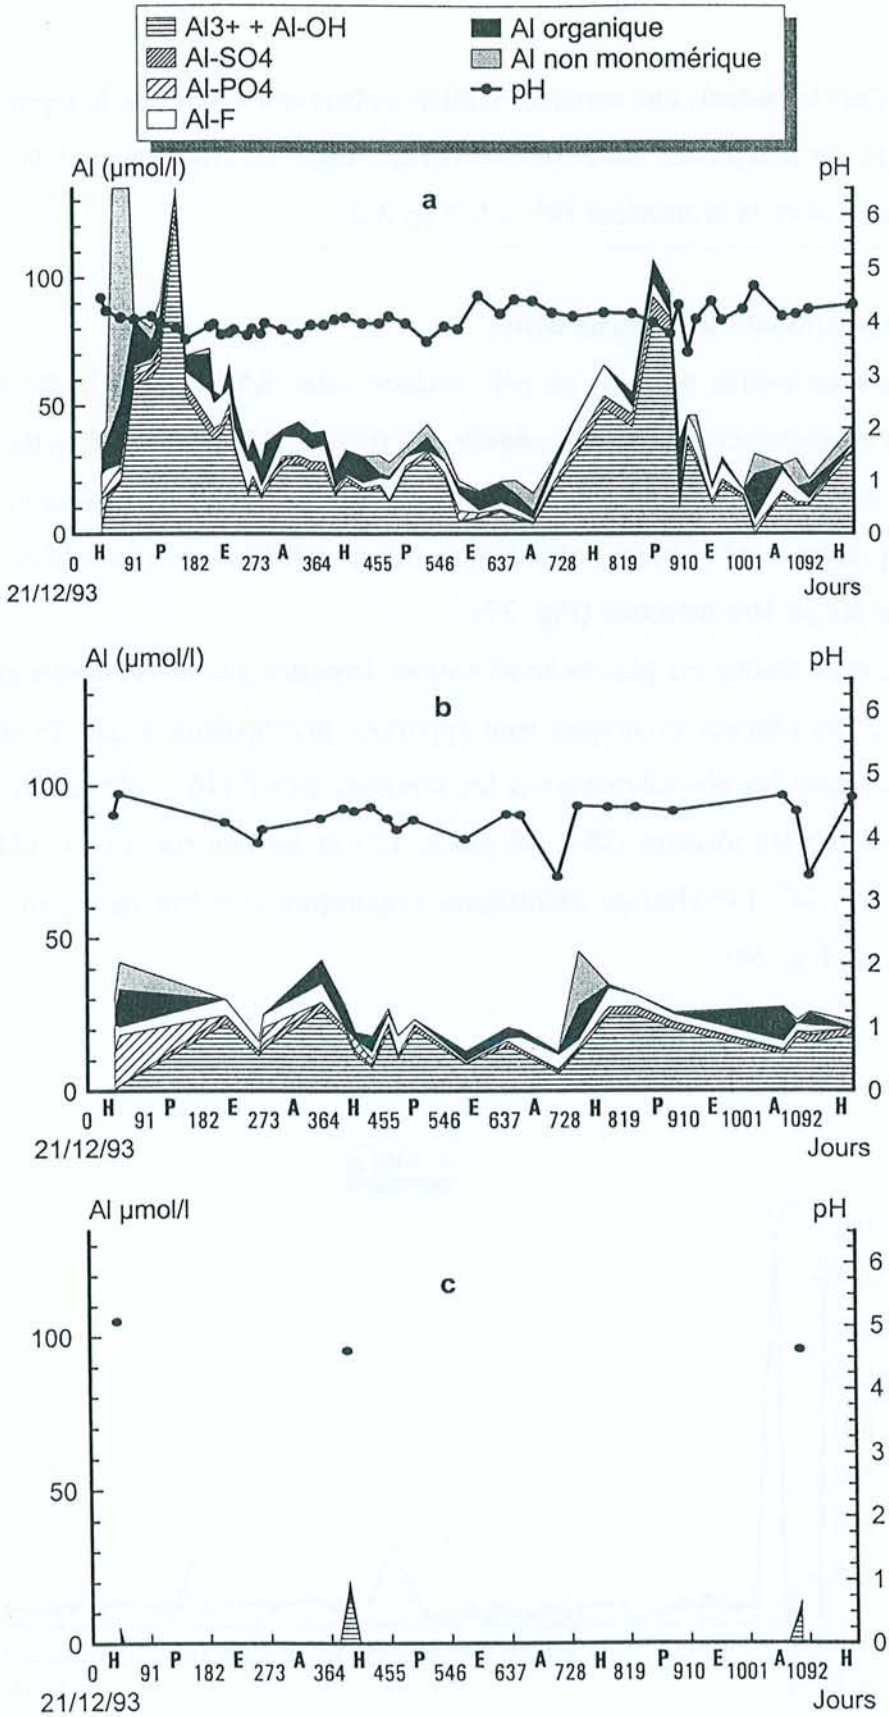 Al3+ + Al-OH
Al-SO4
Al-PO4
Al-F
Al organique
Al non monomérique
pH
Al (µmol/l) a pH
100
50
0
6
5
4
3
2
1
0
H P E A H P E A H P E A H
0 91 182 273 364 455 546 637 728 819 910 1001 1092
21/12/93 Jours
Al (µmol/l) b pH
100
50
0
6
5
4
3
2
1
0
H P E A H P E A H P E A H
0 91 182 273 364 455 546 637 728 819 910 1001 1092
21/12/93 Jours
Al µmol/l c pH
100
50
0
6
5
4
3
2
1
0
H P E A H P E A H P E A H
0 91 182 273 364 455 546 637 728 819 910 1001 1092
21/12/93 Jours